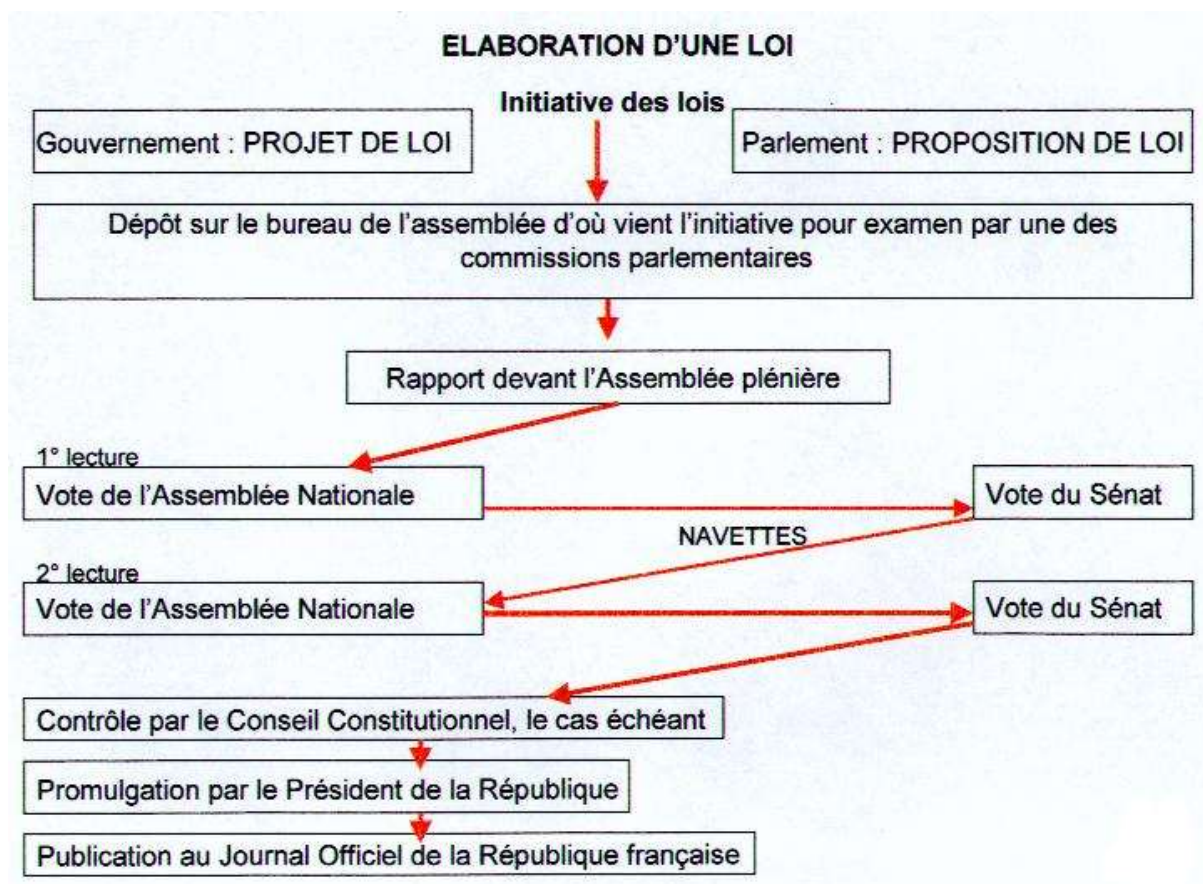 ELABORATION D'UNE LOI
Initiative des lois
Gouvernement : PROJET DE LOI
Parlement : PROPOSITION DE LOI
Dépôt sur le bureau de l'assemblée d'où vient l'initiative pour examen par une des
commissions parlementaires
Rapport devant l'Assemblée plénière
1° lecture
Vote de l'Assemblée Nationale
Vote du Sénat
NAVETTES
2° lecture
Vote de l'Assemblée Nationale
Vote du Sénat
Contrôle par le Conseil Constitutionnel, le cas échéant
Promulgation par le Président de la République
Publication au Journal Officiel de la République française